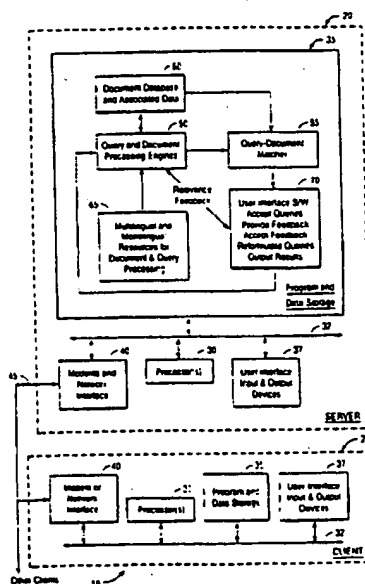 20
33
60
Document Database
and Associated Data
50
Query and Document
Processing Engines
55
Query-Document
Matcher
Relevance
Feedback
65
Multilingual and
Monolingual
Resources for
Document & Query
Processing
70
User Interface S/W
Accept Queries
Provide Feedback
Accept Feedback
Reformulate Queries
Output Results
Program and
Data Storage
32
45
40
Modems and
Network
Interface
30
Processor(s)
37
User Interface
Input & Output
Devices
SERVER
40
Modem or
Network
Interface
31
Processor(s)
Program and
Data Storage
37
User Interface
Input & Output
Devices
32
CLIENT
Other Clients